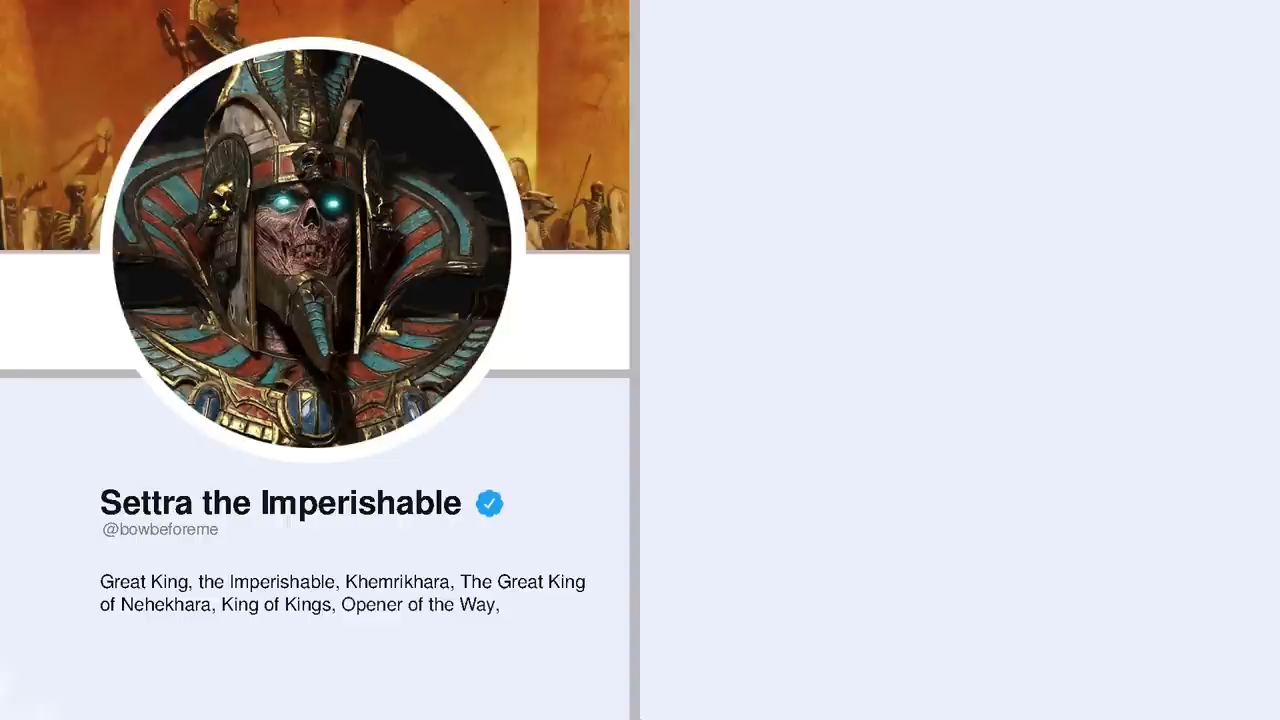 Settra the Imperishable
@bowbeforeme
Great King, the Imperishable, Khemrikhara, The Great King
of Nehekhara, King of Kings, Opener of the Way,